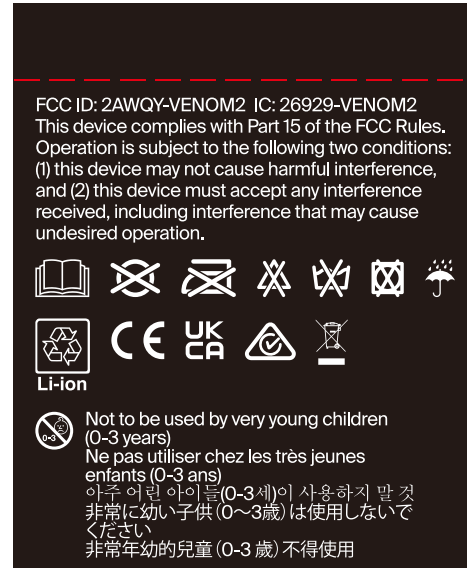 FCC ID: 2AWQY-VENOM2 IC: 26929-VENOM2
This device complies with Part 15 of the FCC Rules.
Operation is subject to the following two conditions:
(1) this device may not cause harmful interference,
and (2) this device must accept any interference
received, including interference that may cause
undesired operation.
CE UK CA
Li-ion
0-3
Not to be used by very young children
(0-3 years)
Ne pas utiliser chez les très jeunes
enfants (0-3 ans)
아주 어린 아이들(0-3세)이 사용하지 말 것
非常に幼い子供（0～3歳）は使用しないで
ください
非常年幼的兒童（0-3 歲）不得使用